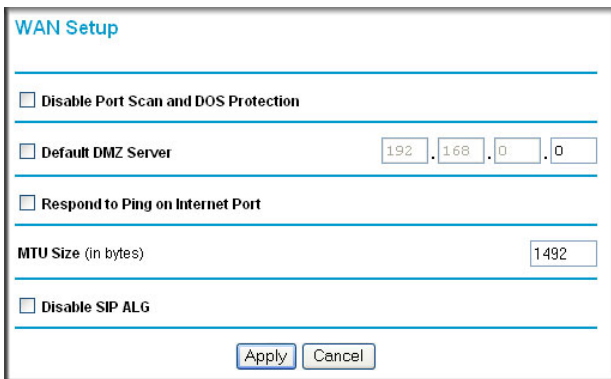 WAN Setup
Disable Port Scan and DOS Protection
Default DMZ Server 192 . 168 . 0 . 0
Respond to Ping on Internet Port
MTU Size (in bytes) 1492
Disable SIP ALG
Apply Cancel